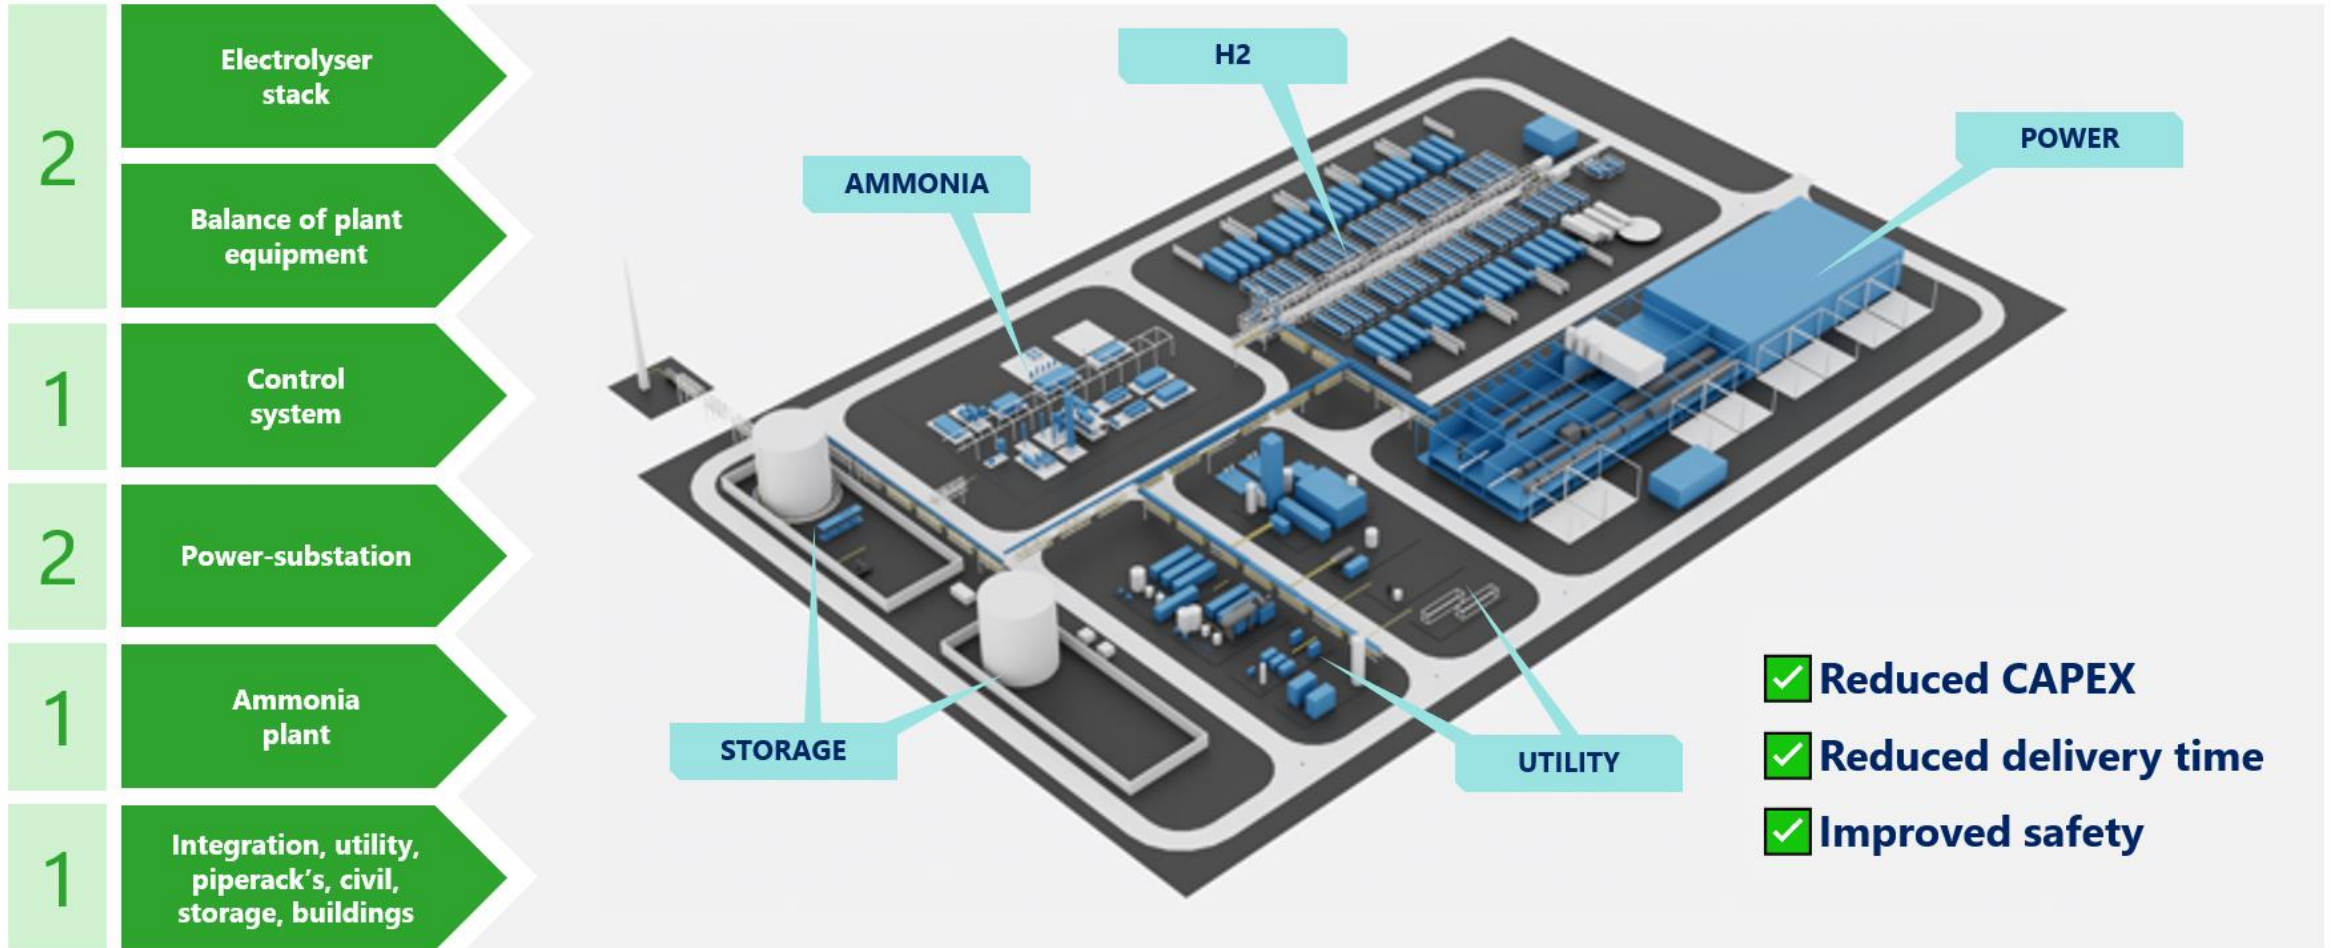 2
Electrolyser
stack
Balance of plant
equipment
1
Control
system
2
Power-substation
1
Ammonia
plant
1
Integration, utility,
piperack’s, civil,
storage, buildings
H2
POWER
AMMONIA
STORAGE
UTILITY
Reduced CAPEX
Reduced delivery time
Improved safety